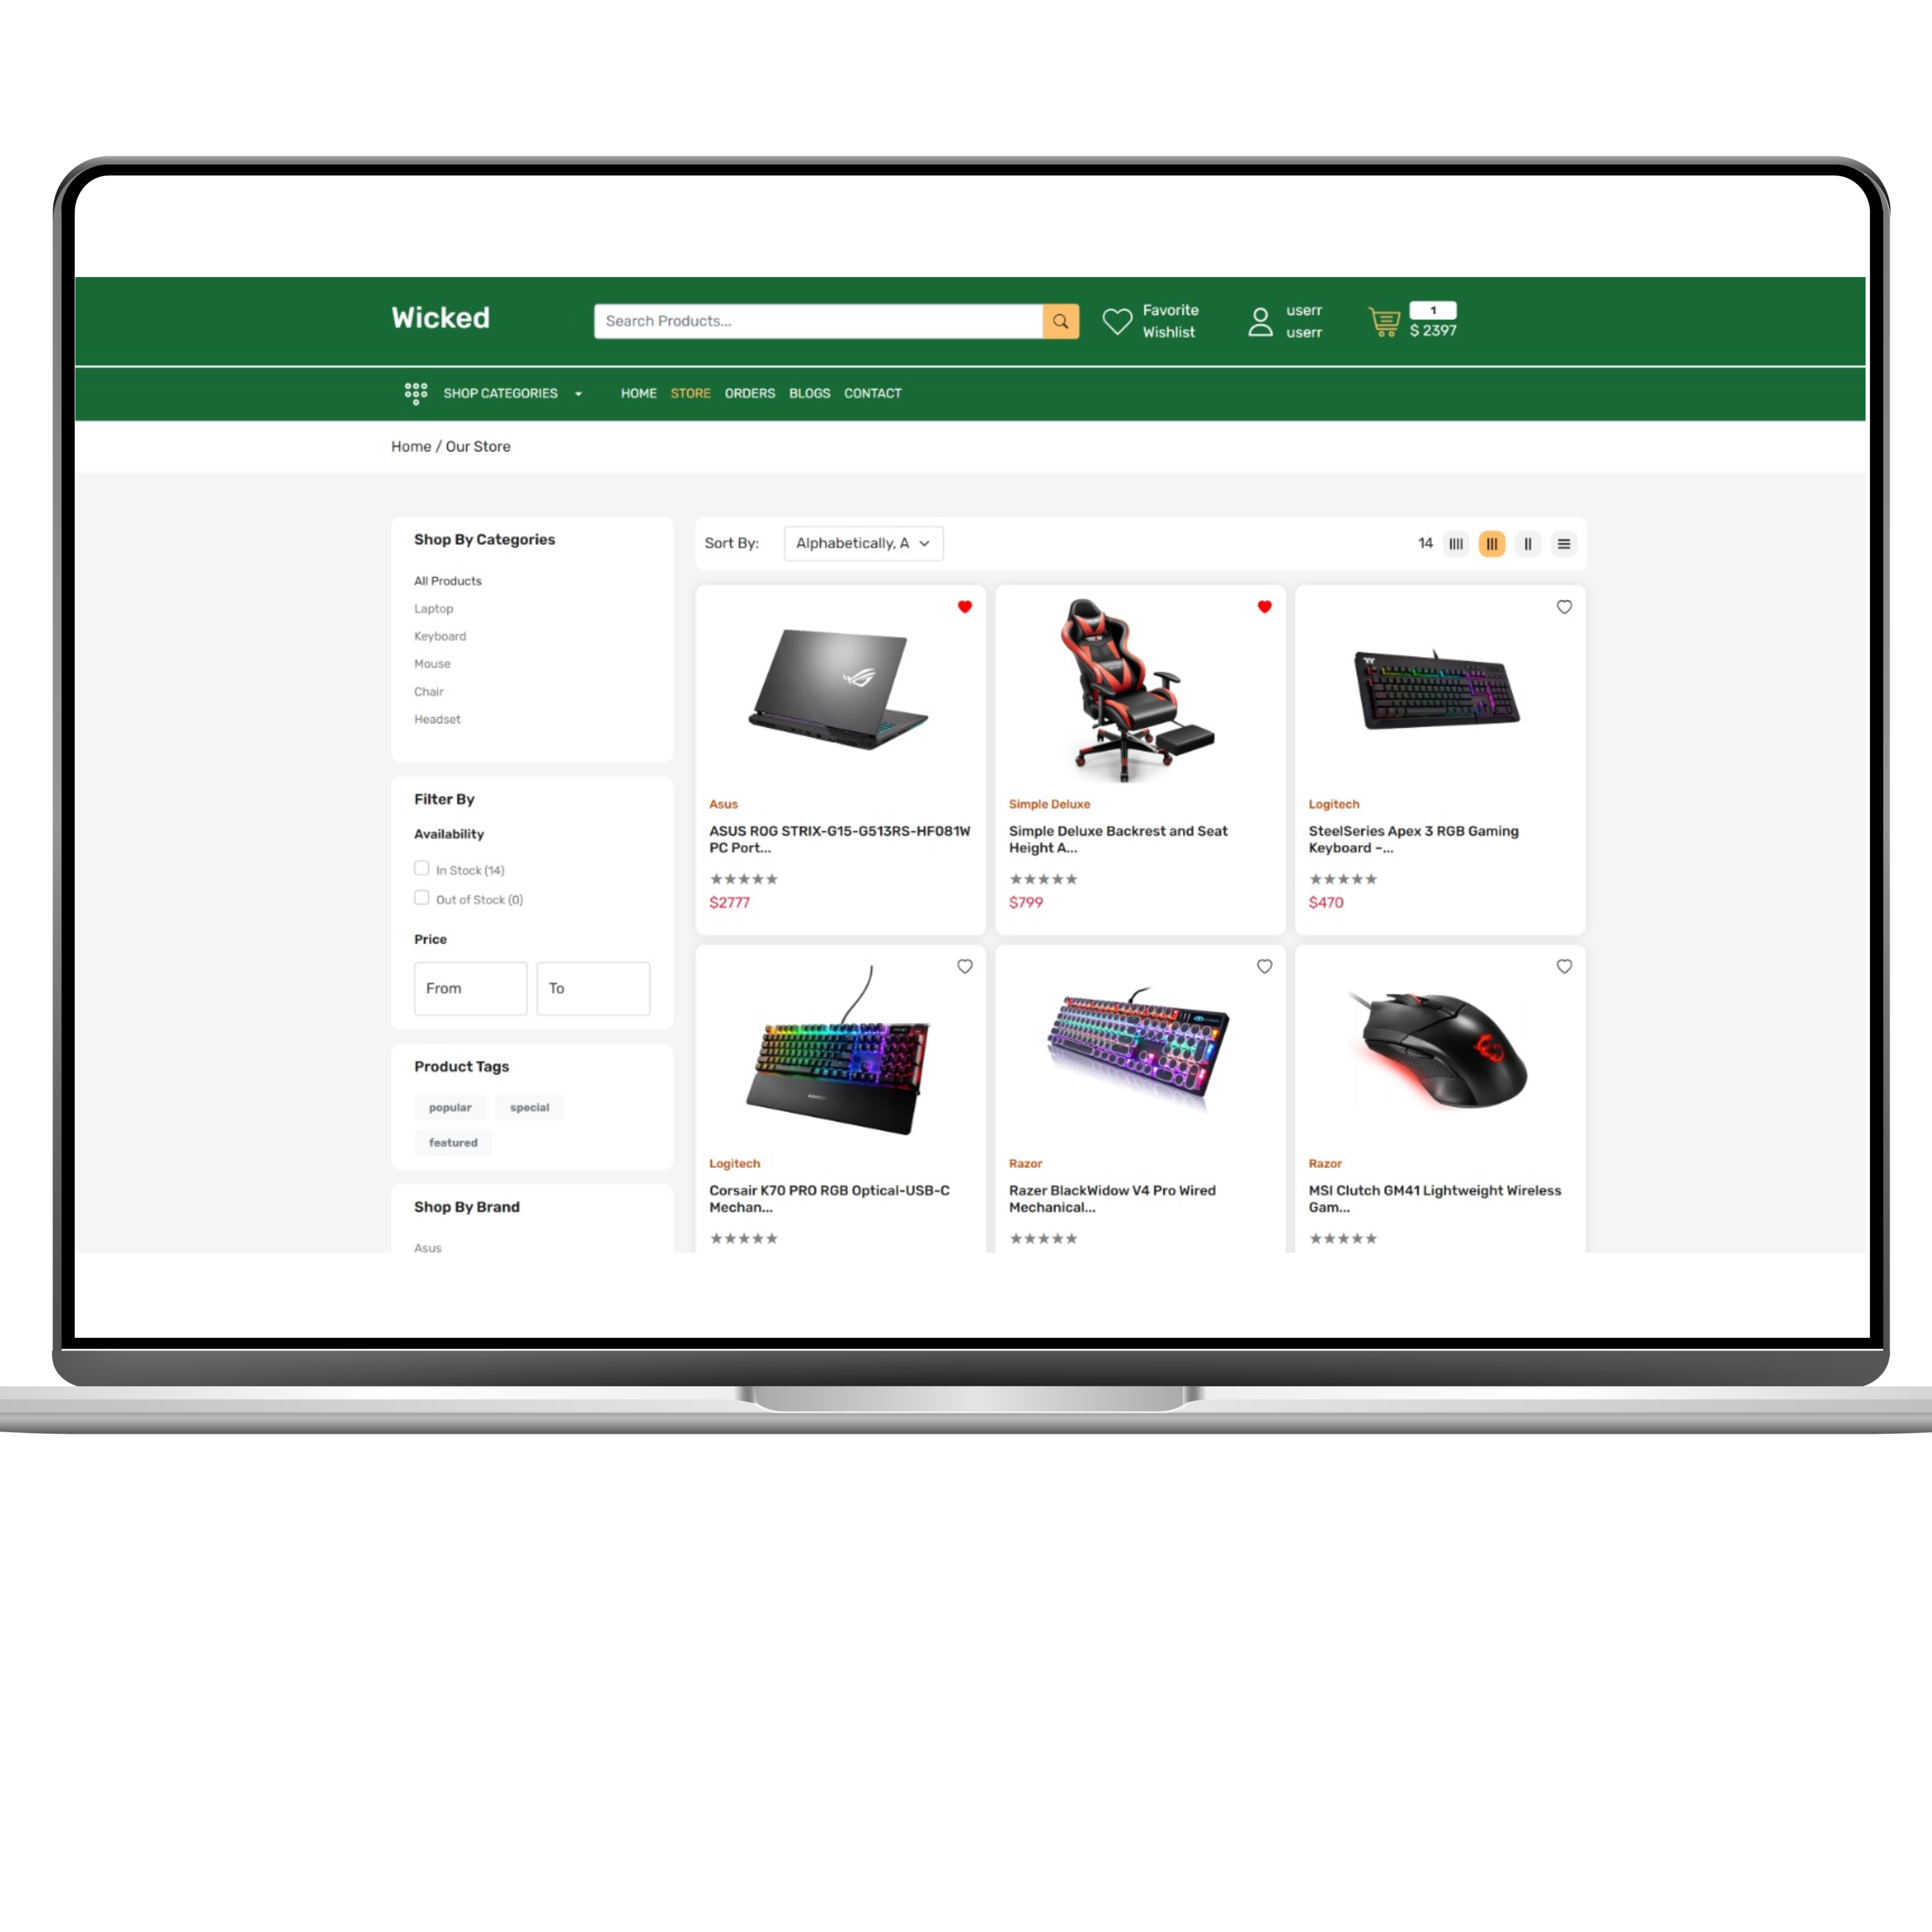 Wicked
Search Products...
Favorite
Wishlist
userr
userr
1
$ 2397
SHOP CATEGORIES
HOME STORE ORDERS BLOGS CONTACT
Home / Our Store
Shop By Categories
All Products
Laptop
Keyboard
Mouse
Chair
Headset
Filter By
Availability
In Stock (14)
Out of Stock (0)
Price
From
To
Product Tags
popular
special
featured
Shop By Brand
Asus
Sort By:
Alphabetically, A
14
Asus
ASUS ROG STRIX-G15-G513RS-HF081W
PC Port...
$2777
Simple Deluxe
Simple Deluxe Backrest and Seat
Height A...
$799
Logitech
SteelSeries Apex 3 RGB Gaming
Keyboard –...
$470
Logitech
Corsair K70 PRO RGB Optical-USB-C
Mechan...
Razor
Razer BlackWidow V4 Pro Wired
Mechanical...
Razor
MSI Clutch GM41 Lightweight Wireless
Gam...